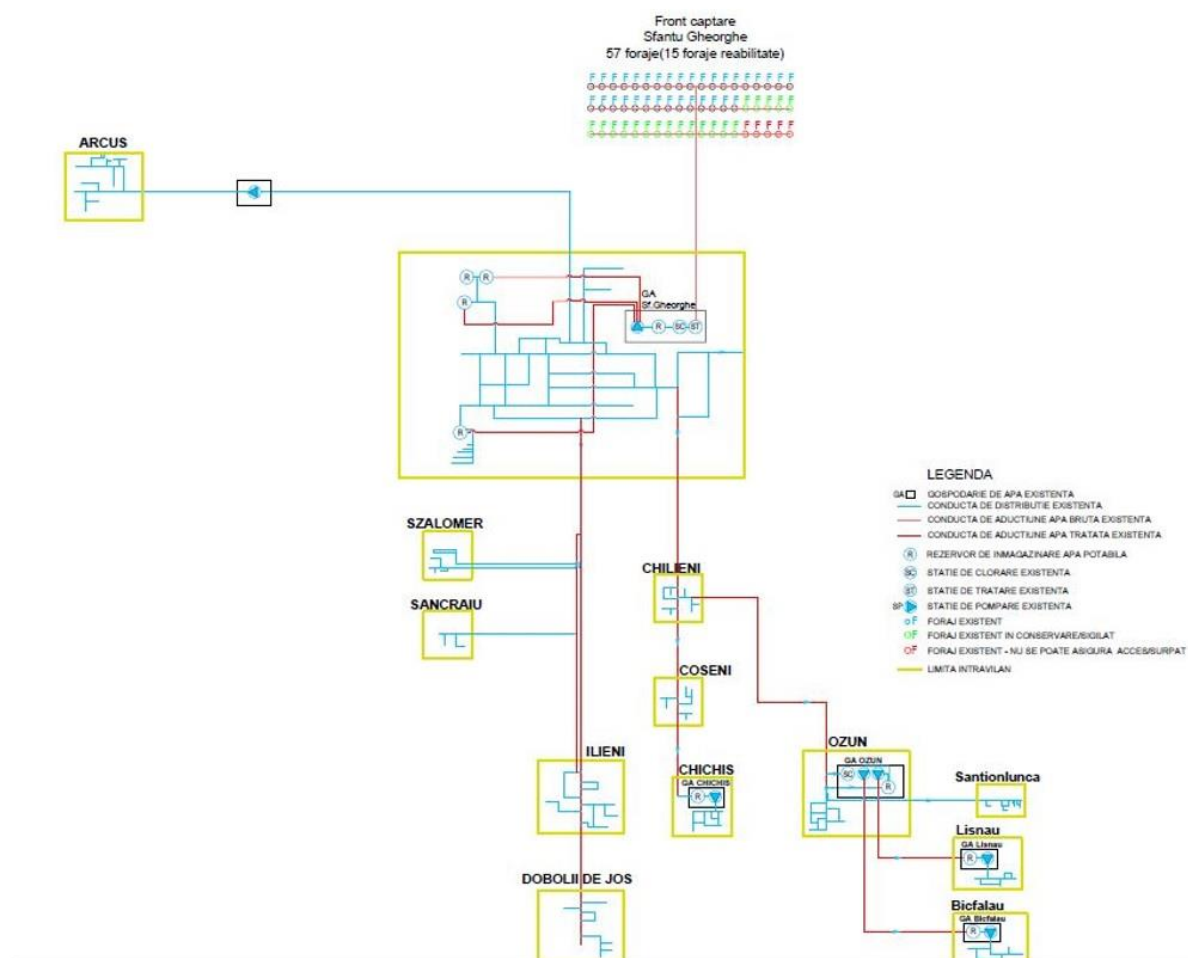 Front captare
Sfantu Gheorghe
57 foraje(15 foraje reabilitate)
F F F F F F F F F F F F F F F F F F F
F F F F F F F F F F F F F F F F F F F
F F F F F F F F F F F F F F F F F F F
ARCUS
R R
R
GA
Sf.Gheorghe
R SC ST
R
LEGENDA
GA GOSPODARIE DE APA EXISTENTA
CONDUCTA DE DISTRIBUTIE EXISTENTA
CONDUCTA DE ADUCTIUNE APA BRUTA EXISTENTA
CONDUCTA DE ADUCTIUNE APA TRATATA EXISTENTA
R REZERVOR DE INMAGAZINARE APA POTABILA
SC STATIE DE CLORARE EXISTENTA
ST STATIE DE TRATARE EXISTENTA
SP STATIE DE POMPARE EXISTENTA
F FORAJ EXISTENT
F FORAJ EXISTENT IN CONSERVARE/SIGILAT
F FORAJ EXISTENT - NU SE POATE ASIGURA ACCES/SURPAT
LIMITA INTRAVILAN
SZALOMER
SANCRAIU
CHILIENI
COSENI
ILIENI
CHICHIS
GA CHICHIS
R
OZUN
GA OZUN
SC
R
Santionlunca
Lisnau
GA Lisnau
R
DOBOLII DE JOS
Bicfalau
GA Bicfalau
R